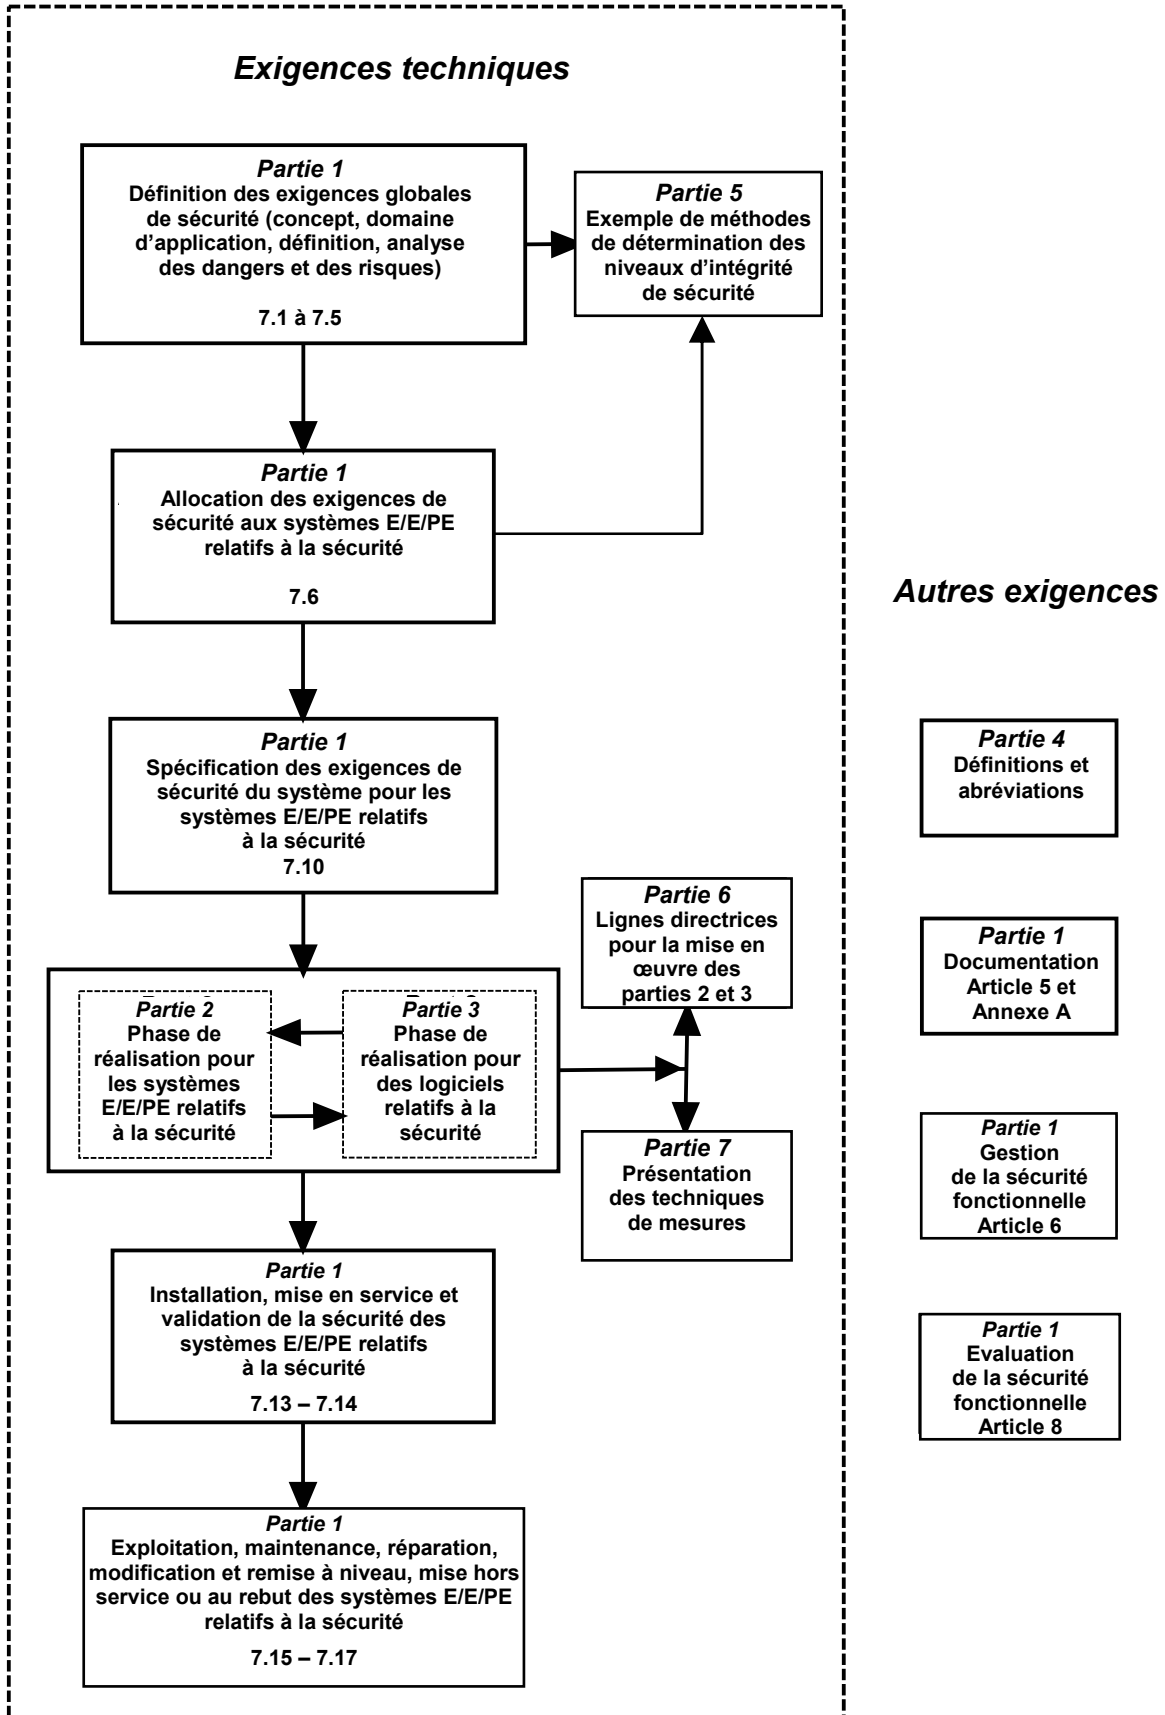 Exigences techniques
Partie 1
Définition des exigences globales
de sécurité (concept, domaine
d'application, définition, analyse
des dangers et des risques)
7.1 à 7.5
Partie 5
Exemple de méthodes
de détermination des
niveaux d'intégrité
de sécurité
Partie 1
Allocation des exigences de
sécurité aux systèmes E/E/PE
relatifs à la sécurité
7.6
Partie 1
Spécification des exigences de
sécurité du système pour les
systèmes E/E/PE relatifs
à la sécurité
7.10
Partie 2
Phase de
réalisation pour
les systèmes
E/E/PE relatifs
à la sécurité
Partie 3
Phase de
réalisation pour
des logiciels
relatifs à la
sécurité
Partie 6
Lignes directrices
pour la mise en
œuvre des
parties 2 et 3
Partie 7
Présentation
des techniques
de mesures
Partie 1
Installation, mise en service et
validation de la sécurité des
systèmes E/E/PE relatifs
à la sécurité
7.13 – 7.14
Partie 1
Exploitation, maintenance, réparation,
modification et remise à niveau, mise hors
service ou au rebut des systèmes E/E/PE
relatifs à la sécurité
7.15 – 7.17
Autres exigences
Partie 4
Définitions et
abréviations
Partie 1
Documentation
Article 5 et
Annexe A
Partie 1
Gestion
de la sécurité
fonctionnelle
Article 6
Partie 1
Evaluation
de la sécurité
fonctionnelle
Article 8